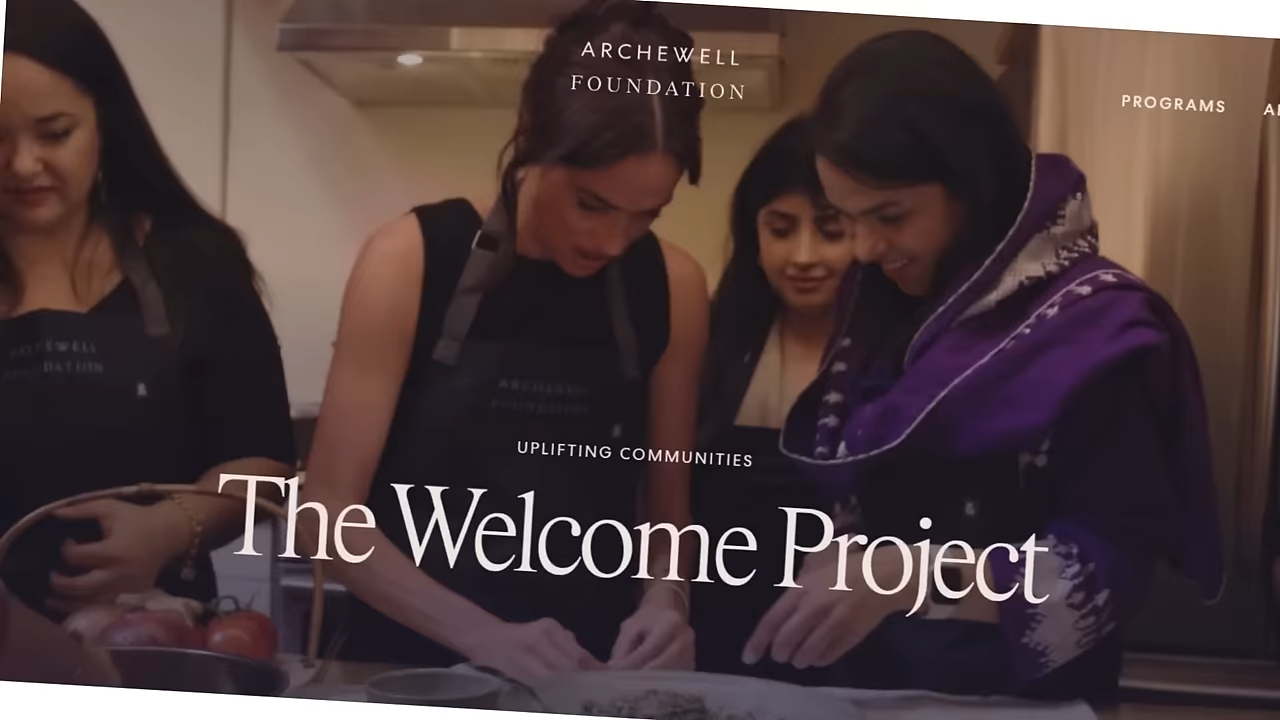 ARCHEWELL
FOUNDATION
PROGRAMS
UPLIFTING COMMUNITIES
The Welcome Project